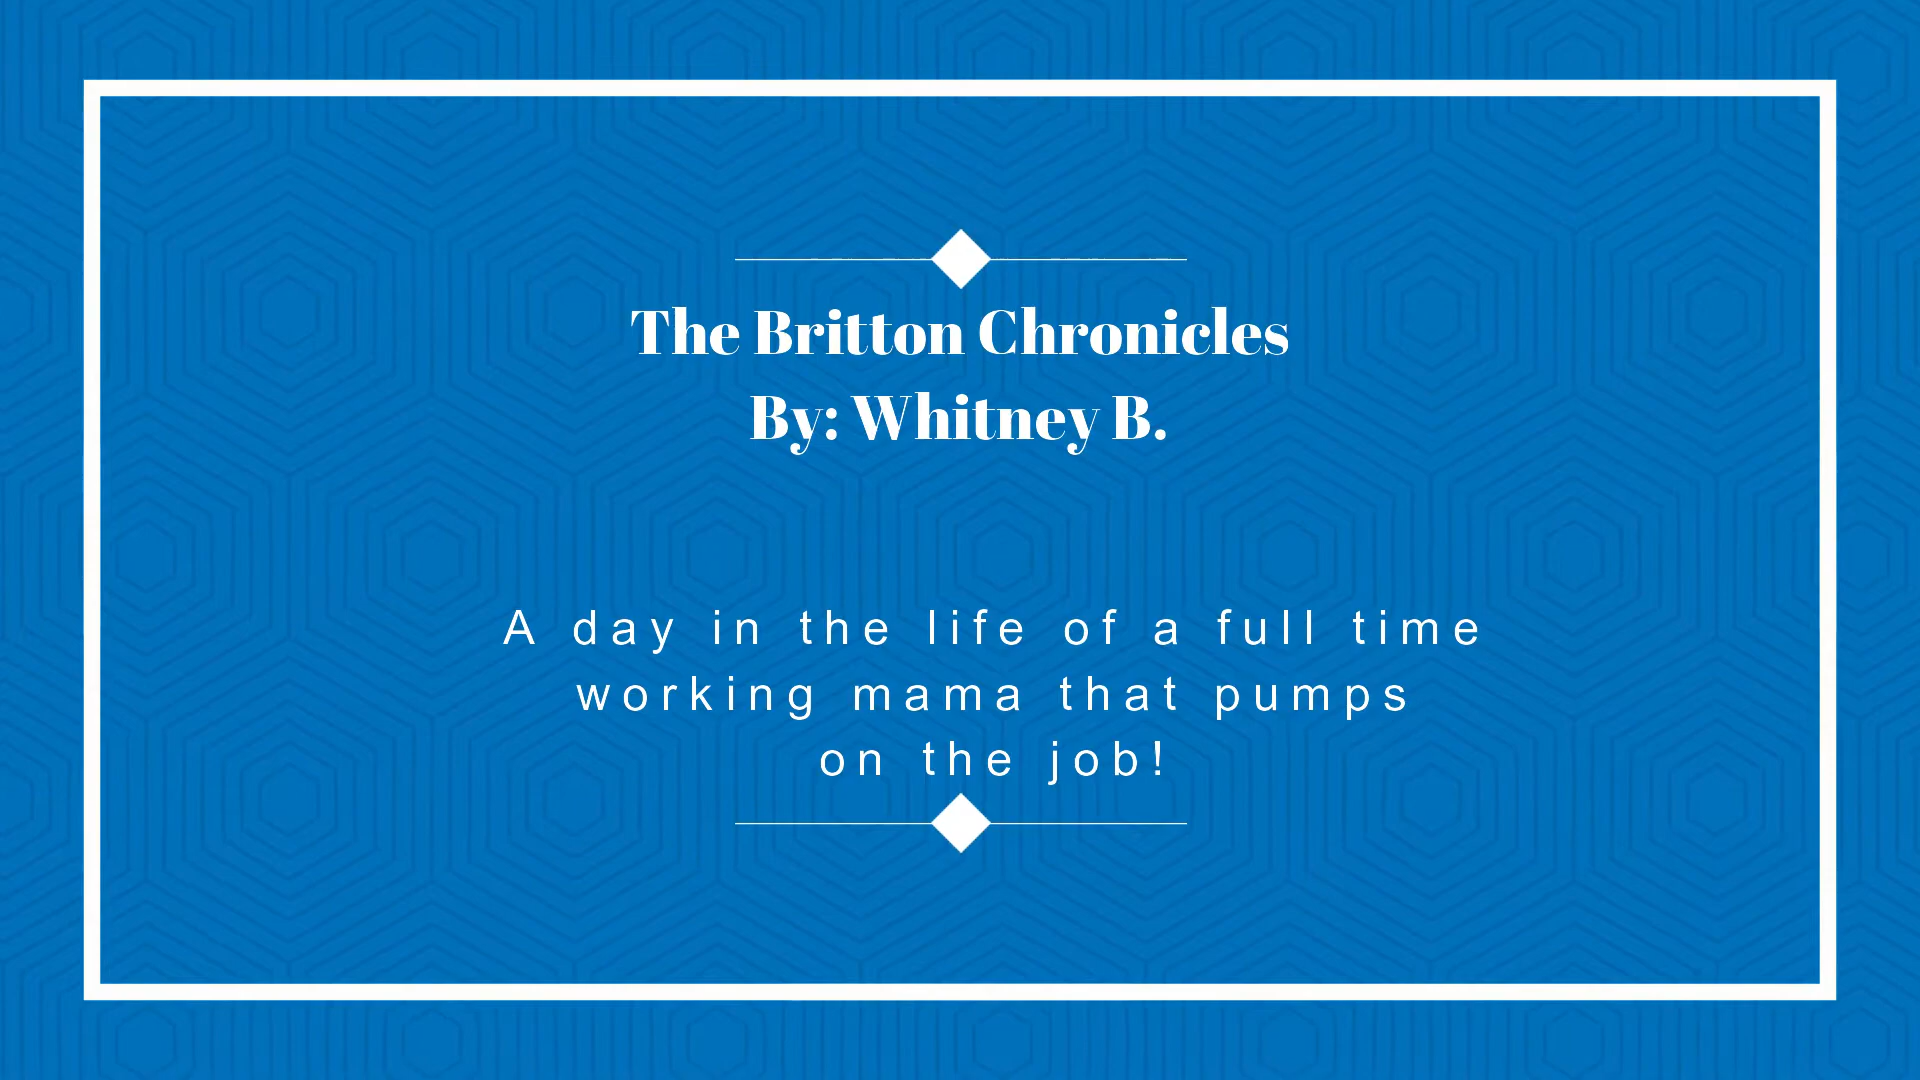 The Britton Chronicles
By: Whitney B.
A day in the life of a full time
working mama that pumps
on the job!